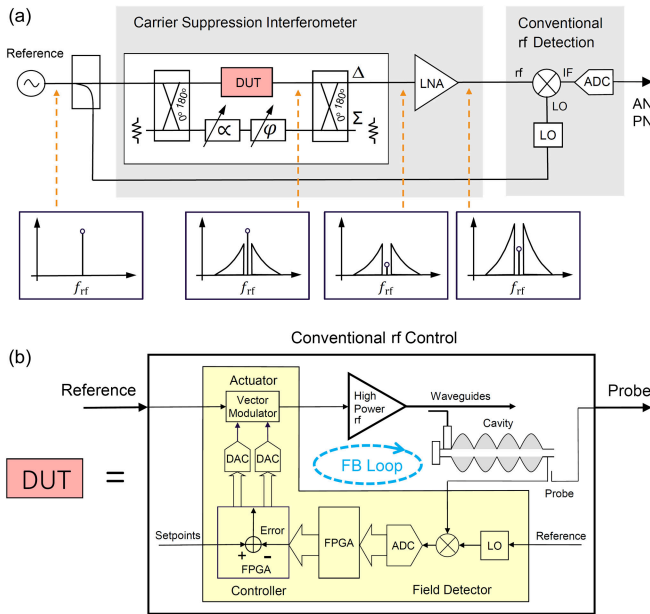 (a)
Carrier Suppression Interferometer
Conventional
rf Detection
Reference
DUT
Δ
LNA
rf
IF
ADC
LO
LO
AN
PN
0° 180°
0° 180°
∝
φ
Σ
f_rf
f_rf
f_rf
f_rf
(b)
Conventional rf Control
Reference
Actuator
Vector
Modulator
High
Power
rf
Waveguides
Probe
Cavity
DAC
DAC
FB Loop
DUT
=
Probe
Setpoints
Error
+
-
FPGA
FPGA
ADC
LO
Reference
Controller
Field Detector